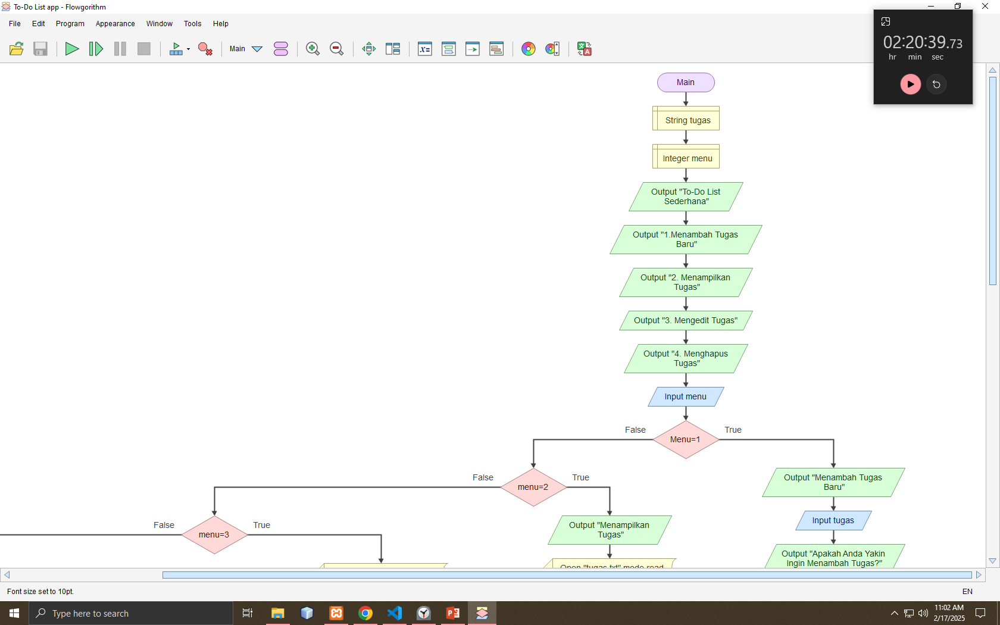 To-Do List app - Flowgorithm
File Edit Program Appearance Window Tools Help
Main
02:20:39.73
hr min sec
Main
String tugas
Integer menu
Output "To-Do List
Sederhana"
Output "1.Menambah Tugas
Baru"
Output "2. Menampilkan
Tugas"
Output "3. Mengedit Tugas"
Output "4. Menghapus
Tugas"
Input menu
False
Menu=1
True
False
menu=2
True
Output "Menambah Tugas
Baru"
Input tugas
Output "Apakah Anda Yakin
Ingin Menambah Tugas?"
False
menu=3
True
Output "Menampilkan
Tugas"
Open "tugas.txt" mode read
Font size set to 10pt.
EN
Type here to search
11:02 AM
2/17/2025